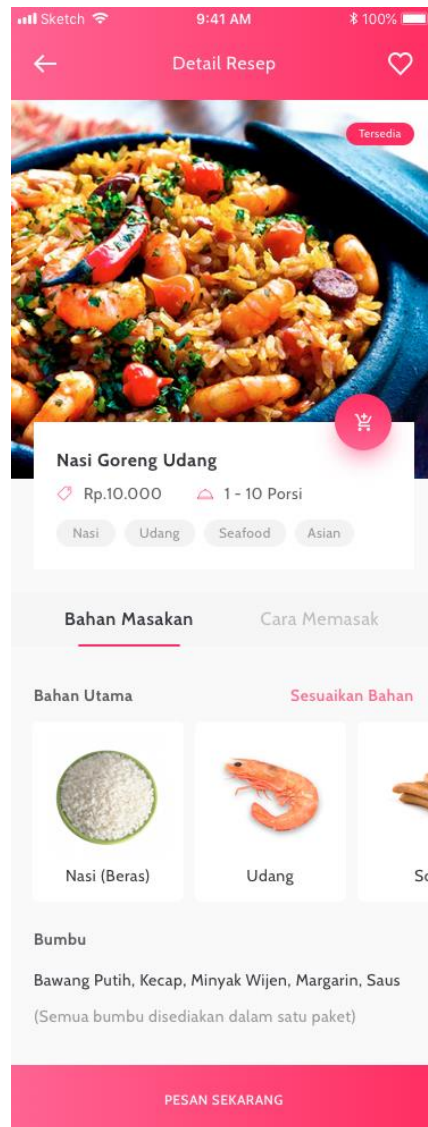 Sketch 9:41 AM 100%
Detail Resep
Tersedia
Nasi Goreng Udang
Rp.10.000 1 - 10 Porsi
Nasi Udang Seafood Asian
Bahan Masakan Cara Memasak
Bahan Utama Sesuaikan Bahan
Nasi (Beras) Udang
Bumbu
Bawang Putih, Kecap, Minyak Wijen, Margarin, Saus
(Semua bumbu disediakan dalam satu paket)
PESAN SEKARANG